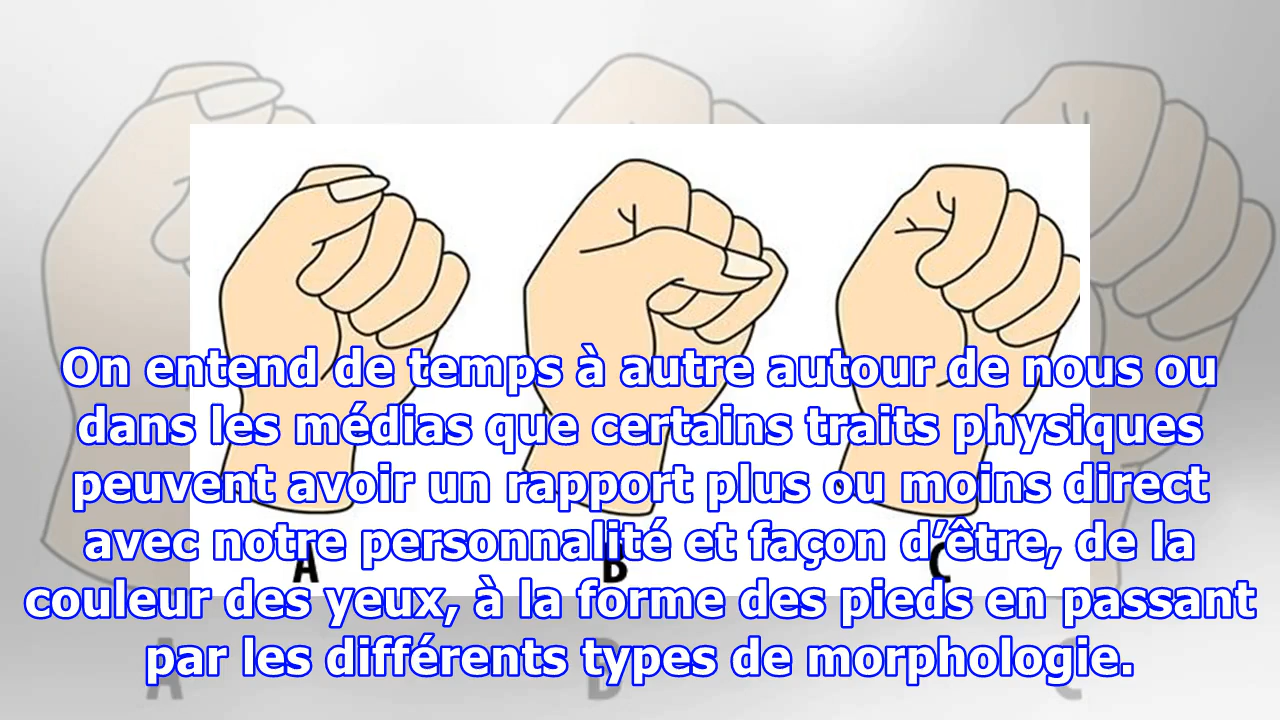 On entend de temps à autre autour de nous ou
dans les médias que certains traits physiques
peuvent avoir un rapport plus ou moins direct
avec notre personnalité et façon d’être, de la
A B C
couleur des yeux, à la forme des pieds en passant
par les différents types de morphologie.
A B C